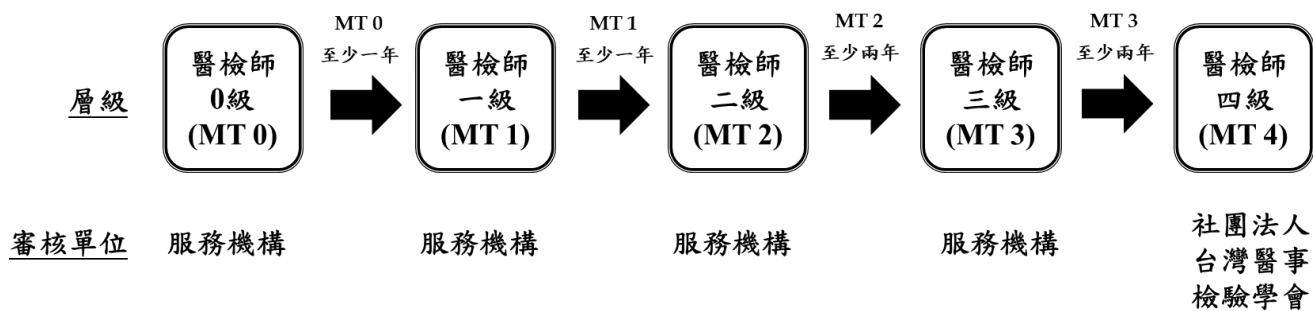 MT 0
至少一年
MT 1
至少一年
MT 2
至少兩年
MT 3
至少兩年
層級
醫檢師
0級
(MT 0)
醫檢師
一級
(MT 1)
醫檢師
二級
(MT 2)
醫檢師
三級
(MT 3)
醫檢師
四級
(MT 4)
審核單位
服務機構
服務機構
服務機構
服務機構
社團法人
台灣醫事
檢驗學會